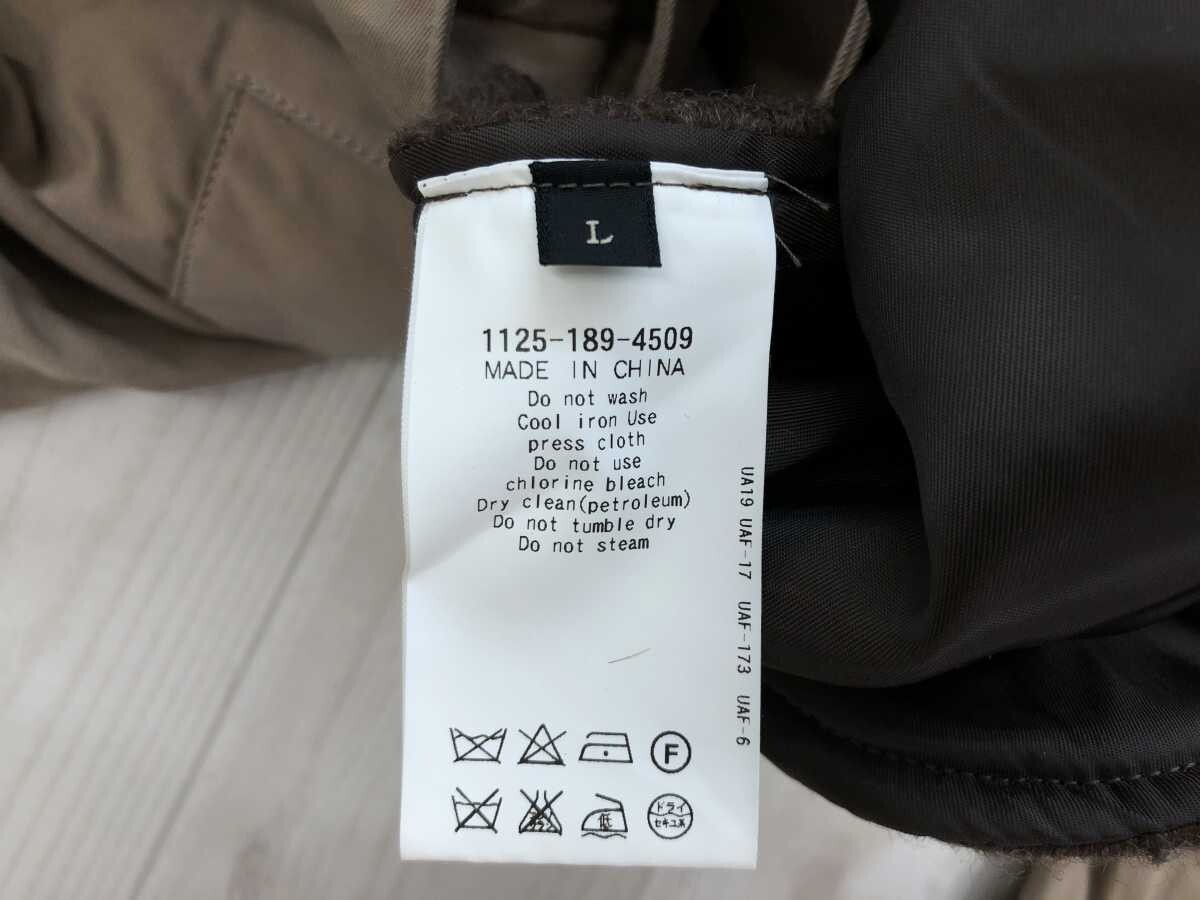 L
1125-189-4509
MADE IN CHINA
Do not wash
Cool iron Use
press cloth
Do not use
chlorine bleach
Dry clean(petroleum)
Do not tumble dry
Do not steam
UA19 UAF-17 UAF-173 UAF-6
F
低
ドライ
セキユ系